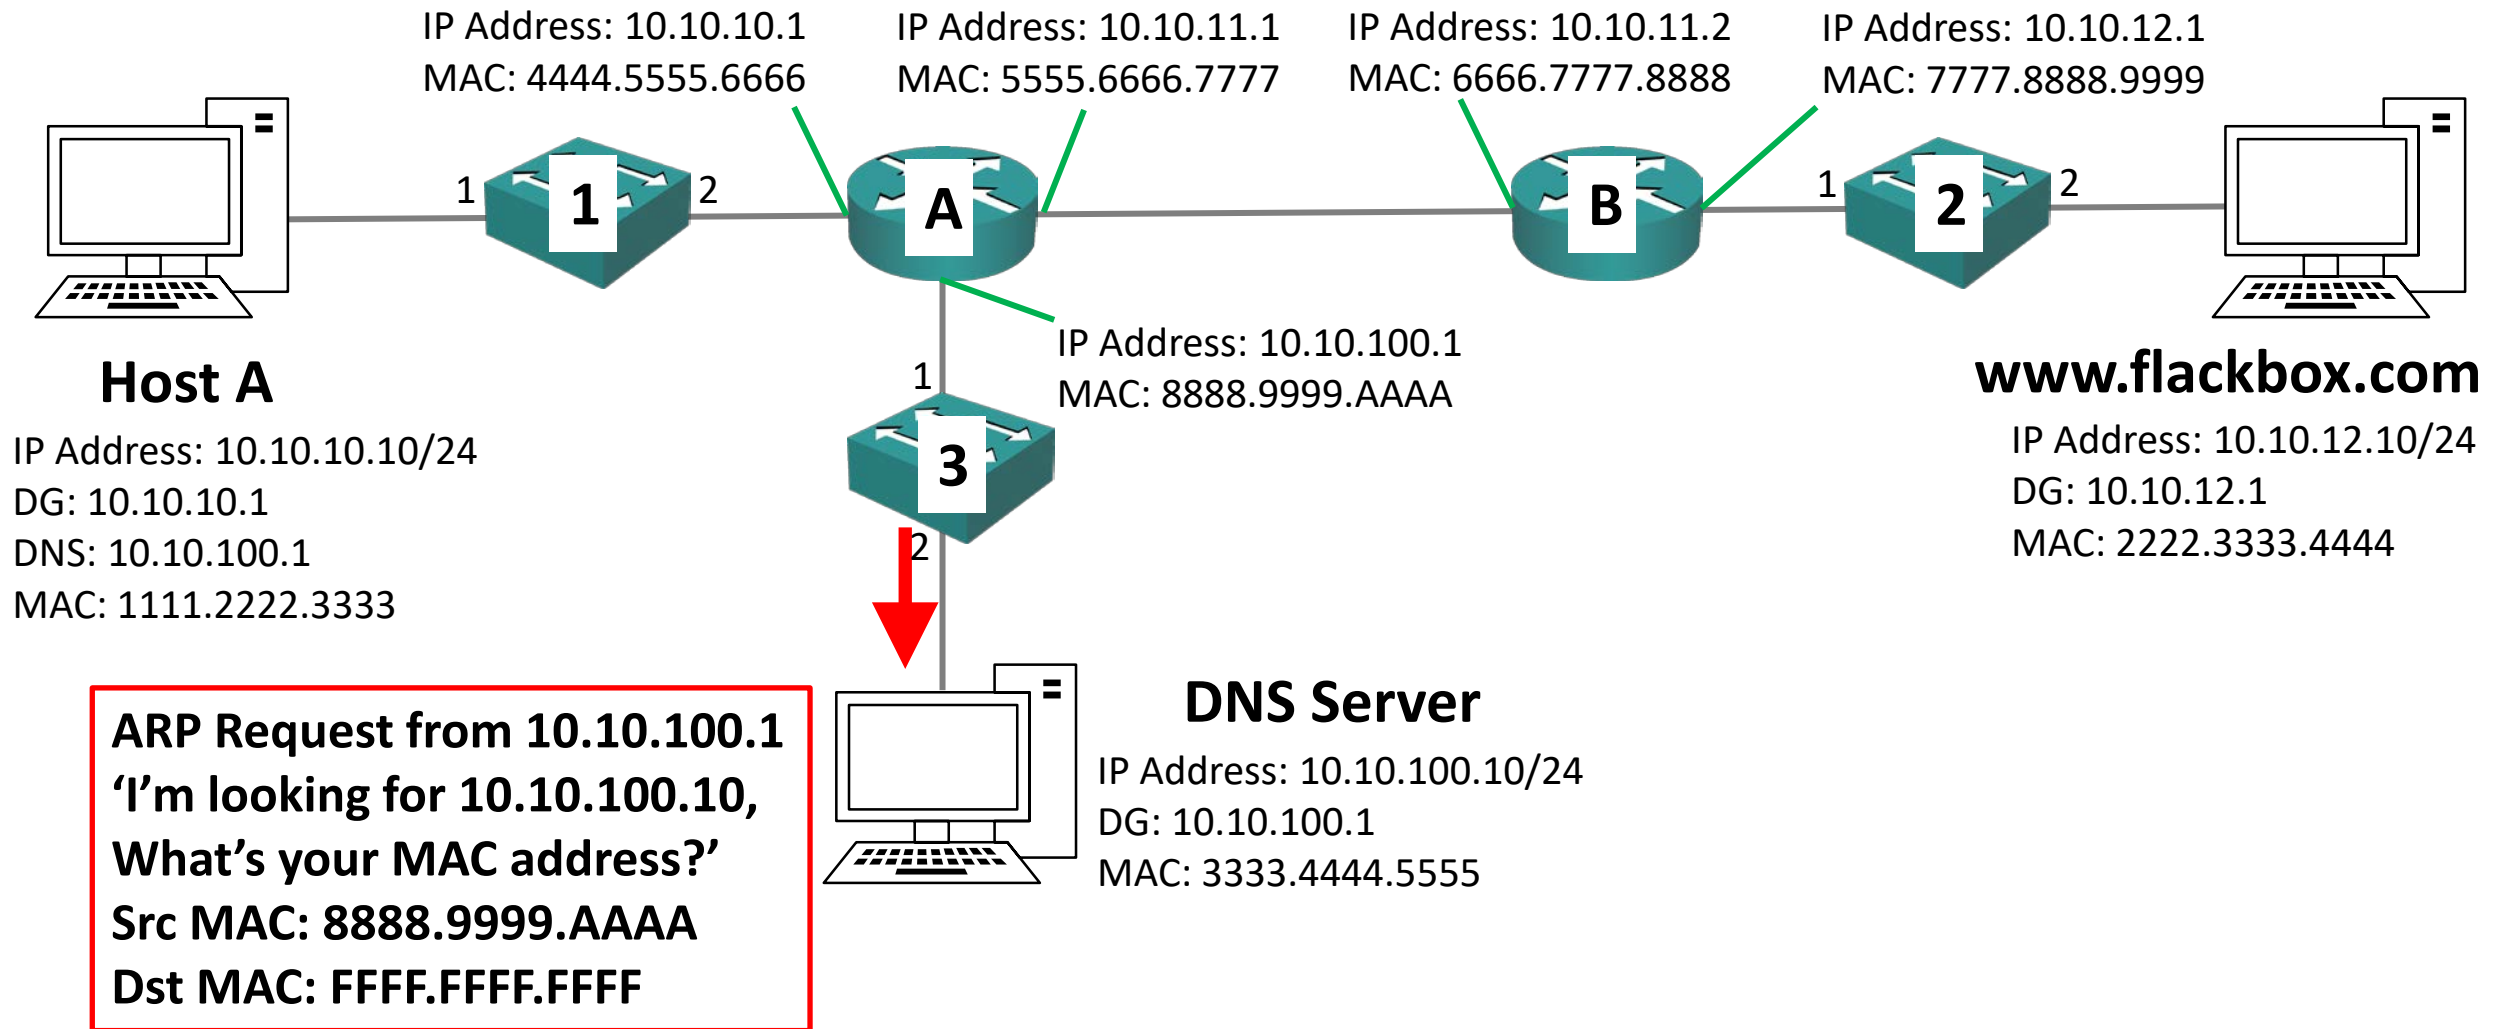 IP Address: 10.10.10.1
MAC: 4444.5555.6666
IP Address: 10.10.11.1
MAC: 5555.6666.7777
IP Address: 10.10.11.2
MAC: 6666.7777.8888
IP Address: 10.10.12.1
MAC: 7777.8888.9999
1
1
2
A
B
1
2
2
IP Address: 10.10.100.1
MAC: 8888.9999.AAAA
1
3
2
Host A
IP Address: 10.10.10.10/24
DG: 10.10.10.1
DNS: 10.10.100.1
MAC: 1111.2222.3333
www.flackbox.com
IP Address: 10.10.12.10/24
DG: 10.10.12.1
MAC: 2222.3333.4444
ARP Request from 10.10.100.1
‘I’m looking for 10.10.100.10,
What’s your MAC address?’
Src MAC: 8888.9999.AAAA
Dst MAC: FFFF.FFFF.FFFF
DNS Server
IP Address: 10.10.100.10/24
DG: 10.10.100.1
MAC: 3333.4444.5555